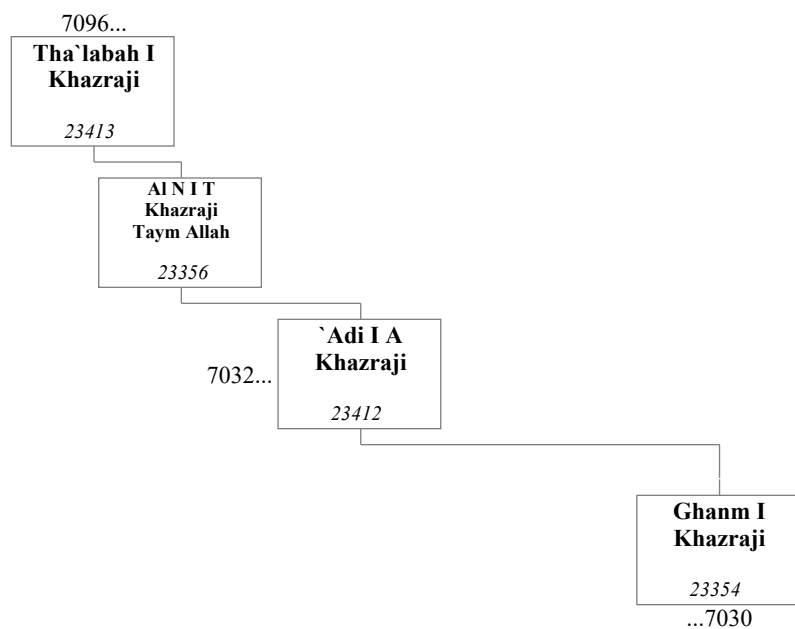 7096...
Tha`labah I
Khazraji
23413
Al N I T
Khazraji
Taym Allah
23356
`Adi I A
Khazraji
7032...
23412
Ghanm I
Khazraji
23354
...7030